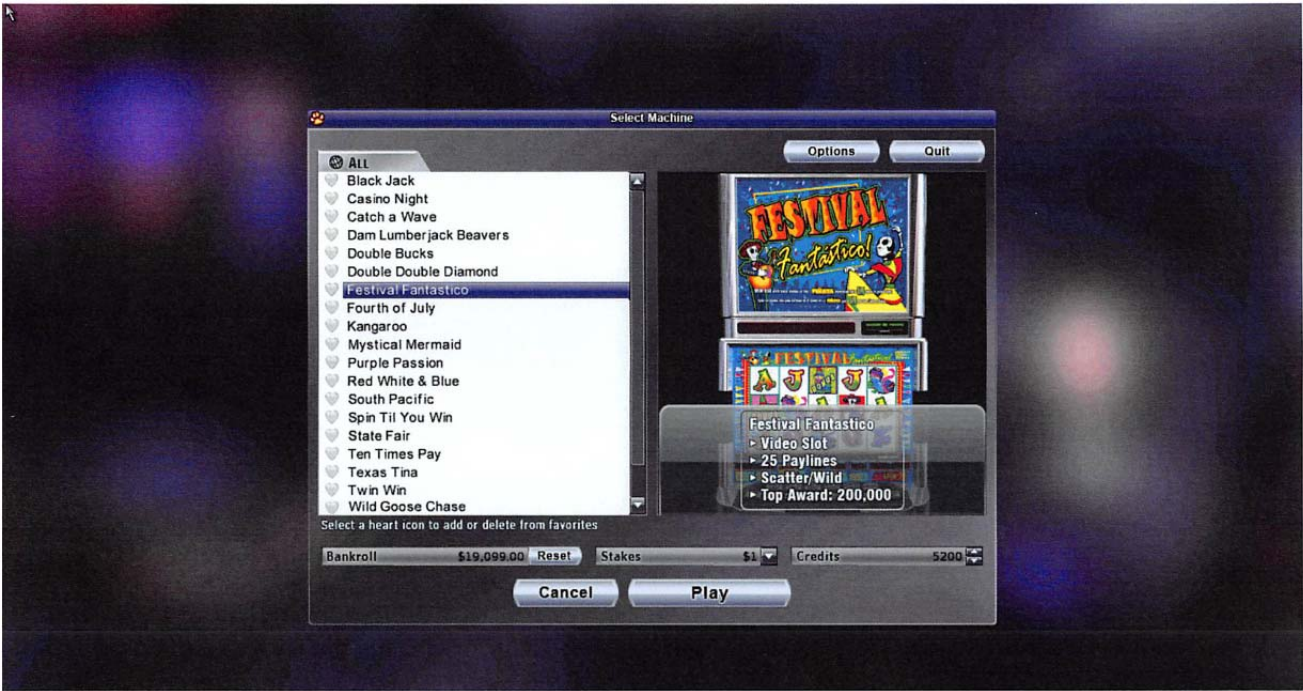 Select Machine
Options
Quit
ALL
Black Jack
Casino Night
Catch a Wave
Dam Lumberjack Beavers
Double Bucks
Double Double Diamond
Festival Fantastico
Fourth of July
Kangaroo
Mystical Mermaid
Purple Passion
Red White & Blue
South Pacific
Spin Til You Win
State Fair
Ten Times Pay
Texas Tina
Twin Win
Wild Goose Chase
FESTIVAL
Fantástico!
FESTIVAL Fantástico!
A J J
Festival Fantastico
▸ Video Slot
▸ 25 Paylines
▸ Scatter/Wild
▸ Top Award: 200,000
Select a heart icon to add or delete from favorites
Bankroll $19,099.00 Reset Stakes $1 Credits 5200
Cancel
Play